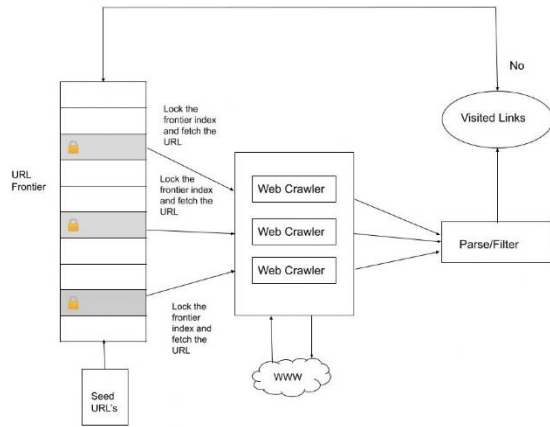 No
Visited Links
Lock the
frontier index
and fetch the
URL
URL
Frontier
Lock the
frontier index
and fetch the
URL
Web Crawler
Web Crawler
Web Crawler
Parse/Filter
Lock the
frontier
index and
fetch the
URL
Seed
URL's
WWW